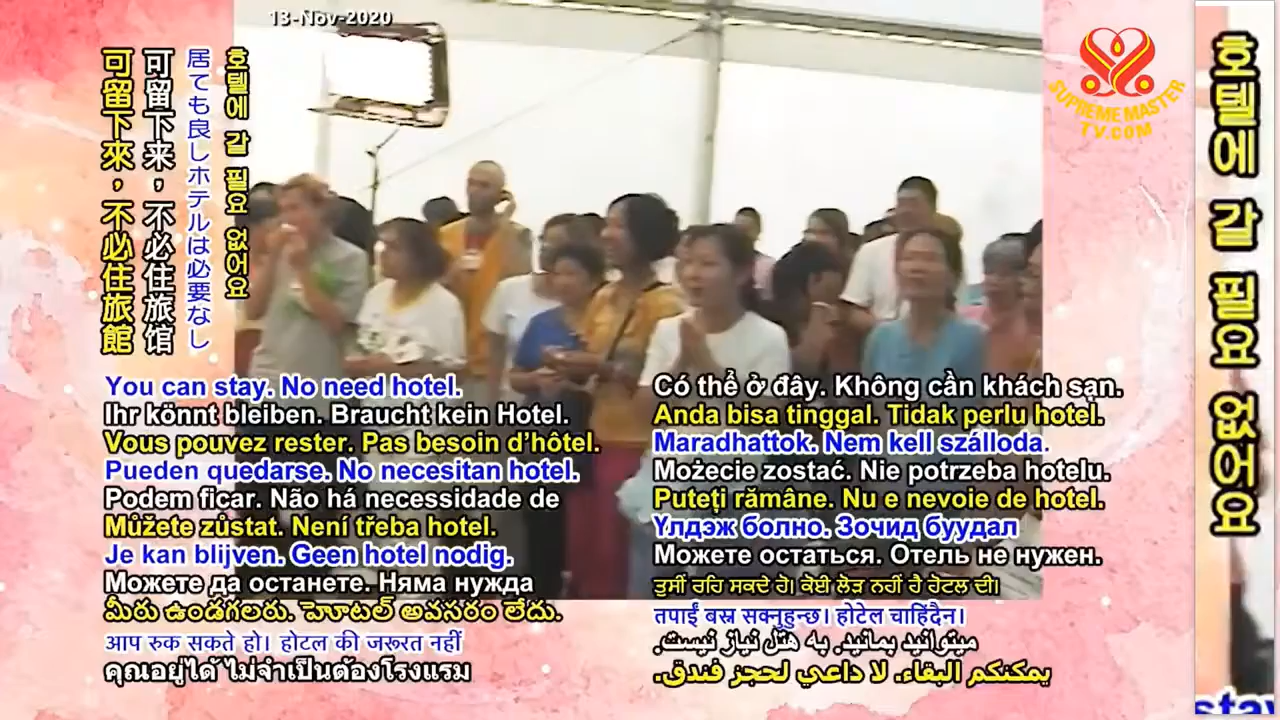 13-Nov-2020
SUPREME MASTER
TV.COM
可留下來，不必住旅館
可留下来，不必住旅馆
居ても良しホテルは必要なし
호텔에 갈 필요 없어요
You can stay. No need hotel.
Ihr könnt bleiben. Braucht kein Hotel.
Vous pouvez rester. Pas besoin d’hôtel.
Pueden quedarse. No necesitan hotel.
Podem ficar. Não há necessidade de
Můžete zůstat. Není třeba hotel.
Je kan blijven. Geen hotel nodig.
Можете да останете. Няма нужда
మీరు ఉండగలరు. హెూటల్ అవసరం లేదు.
आप रुक सकते हो। होटल की जरूरत नहीं
คุณอยู่ได้ ไม่จำเป็นต้องโรงแรม
Có thể ở đây. Không cần khách sạn.
Anda bisa tinggal. Tidak perlu hotel.
Maradhattok. Nem kell szálloda.
Możecie zostać. Nie potrzeba hotelu.
Puteți rămâne. Nu e nevoie de hotel.
Үлдэж болно. Зочид буудал
Можете остаться. Отель не нужен.
ਤੁਸੀਂ ਰਹਿ ਸਕਦੇ ਹੋ। ਕੋਈ ਲੋੜ ਨਹੀਂ ਹੈ ਹੋਟਲ ਦੀ।
तपाईं बस्न सक्नुहुन्छ। होटेल चाहिंदैन।
میتوانید بمانید. به هتل نیاز نیست.
يمكنكم البقاء. لا داعي لحجز فندق.
호텔에 갈 필요 없어요
stay